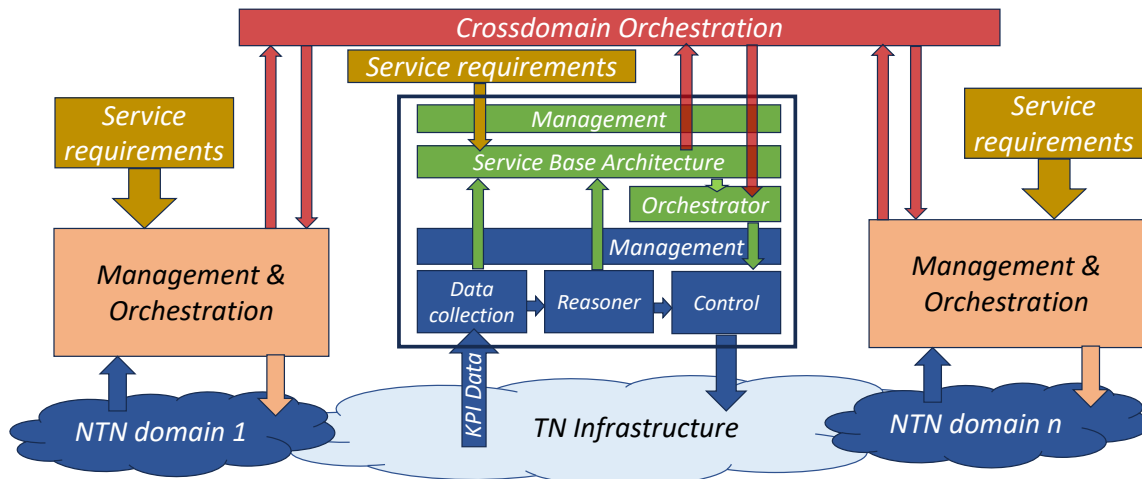 Crossdomain Orchestration
Service requirements
Service
requirements
Service
requirements
Management
Service Base Architecture
Orchestrator
Management
Management &
Orchestration
Management &
Orchestration
Data
collection
Reasoner
Control
KPI Data
NTN domain 1
TN Infrastructure
NTN domain n